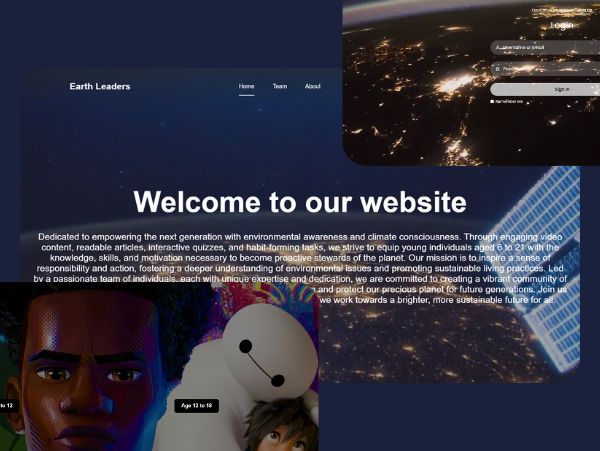 Login
Username or email
Sign In
Remember me
Earth Leaders
Home
Team
About
Welcome to our website
Dedicated to empowering the next generation with environmental awareness and climate consciousness. Through engaging video
content, readable articles, interactive quizzes, and habit-forming tasks, we strive to equip young individuals aged 6 to 21 with the
knowledge, skills, and motivation necessary to become proactive stewards of the planet. Our mission is to inspire a sense of
responsibility and action, fostering a deeper understanding of environmental issues and promoting sustainable living practices. Led
by a passionate team of individuals, each with unique expertise and dedication, we are committed to creating a vibrant community of
and protect our precious planet for future generations. Join us
we work towards a brighter, more sustainable future for all.
to 12
Age 12 to 18